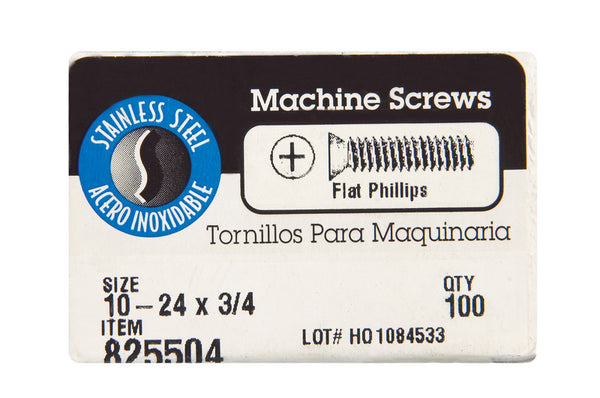 STAINLESS STEEL
ACERO INOXIDABLE
Machine Screws
Flat Phillips
Tornillos Para Maquinaria
SIZE
10-24 x 3/4
QTY
100
ITEM
825504
LOT# HO1084533